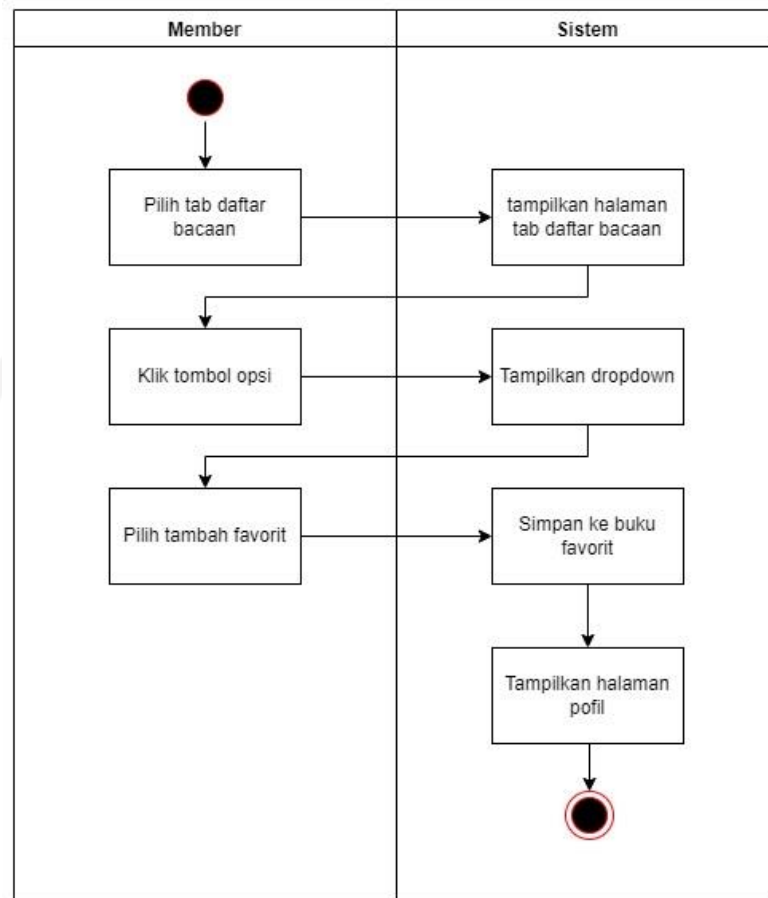 Member
Sistem
Pilih tab daftar
bacaan
tampilkan halaman
tab daftar bacaan
Klik tombol opsi
Tampilkan dropdown
Pilih tambah favorit
Simpan ke buku
favorit
Tampilkan halaman
pofil